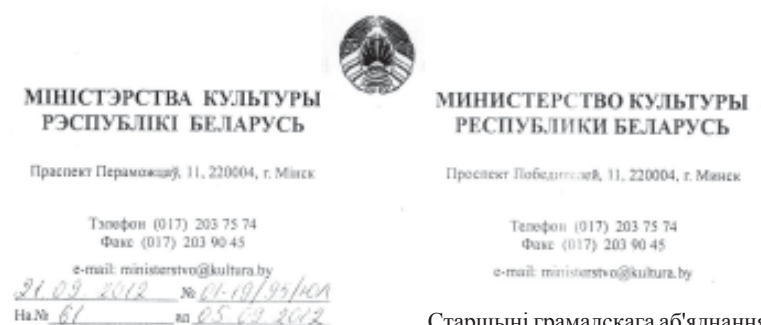 МІНІСТЭРСТВА КУЛЬТУРЫ
РЭСПУБЛІКІ БЕЛАРУСЬ
Праспект Пераможцаў, 11, 220004, г. Мінск
Тэлефон (017) 203 75 74
Факс (017) 203 90 45
e-mail: ministerstvo@kultura.by
21.09.2012 № 01-19/95/юл
На № 61 ад 05.09.2012
МИНИСТЕРСТВО КУЛЬТУРЫ
РЕСПУБЛИКИ БЕЛАРУСЬ
Проспект Победителей, 11, 220004, г. Минск
Телефон (017) 203 75 74
Факс (017) 203 90 45
e-mail: ministerstvo@kultura.by
Старшыні грамадскага аб'яднання